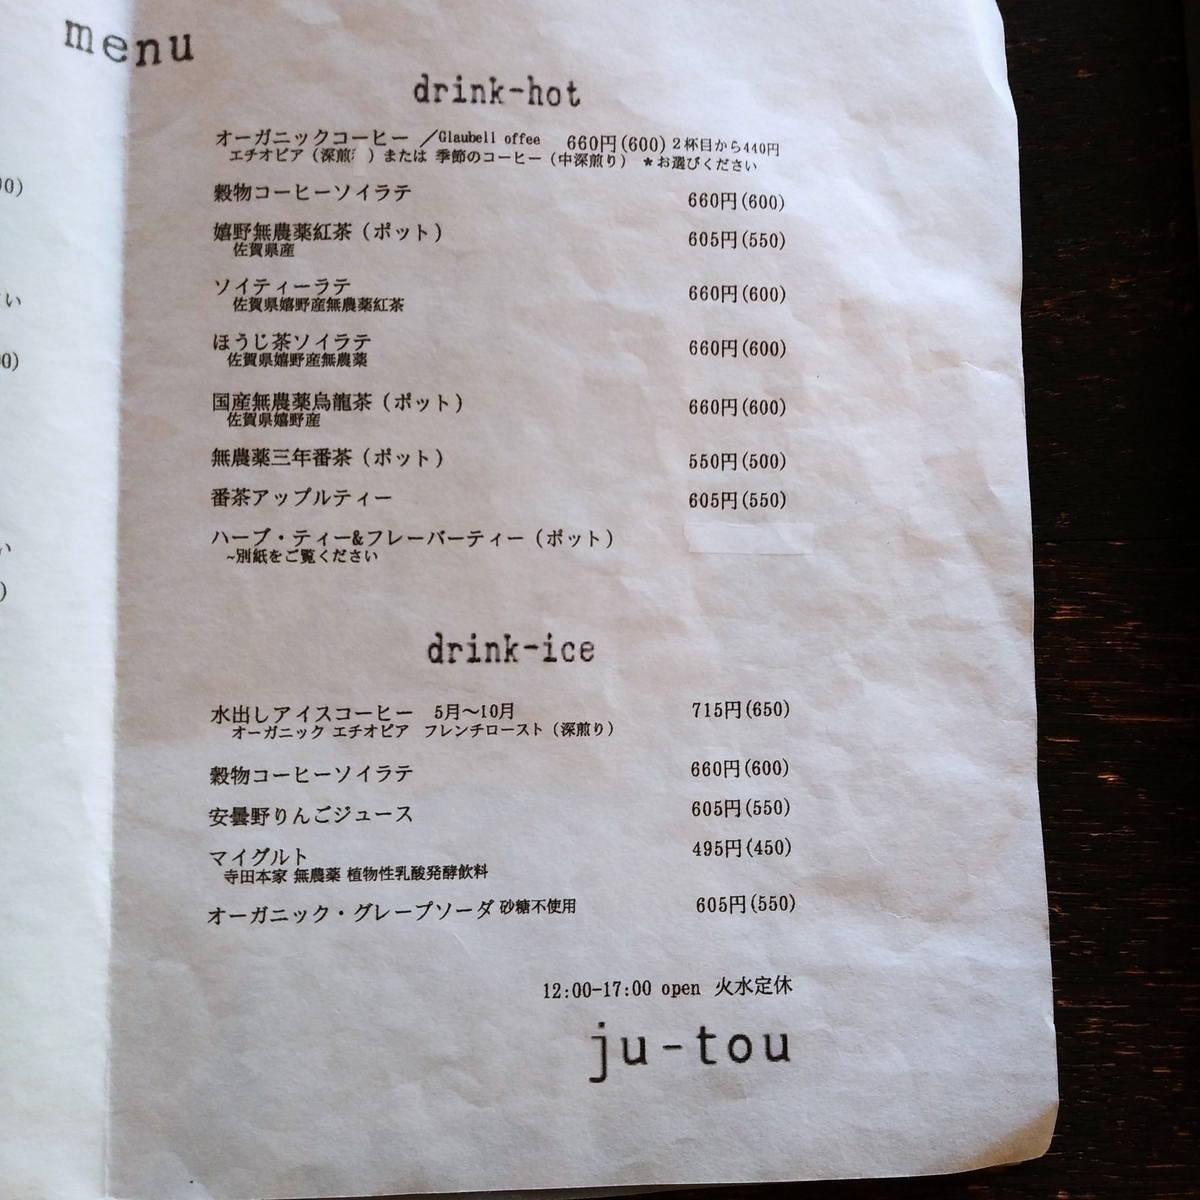 menu
drink-hot
オーガニックコーヒー ／Glaubell offee 660円(600) 2杯目から440円
エチオピア（深煎 ）または 季節のコーヒー（中深煎り） ＊お選びください
穀物コーヒーソイラテ 660円(600)
嬉野無農薬紅茶（ポット） 605円(550)
佐賀県産
ソイティーラテ 660円(600)
佐賀県嬉野産無農薬紅茶
ほうじ茶ソイラテ 660円(600)
佐賀県嬉野産無農薬
国産無農薬烏龍茶（ポット） 660円(600)
佐賀県嬉野産
無農薬三年番茶（ポット） 550円(500)
番茶アップルティー 605円(550)
ハーブ・ティー&フレーバーティー（ポット）
~別紙をご覧ください
drink-ice
水出しアイスコーヒー 5月〜10月 715円(650)
オーガニック エチオピア フレンチロースト（深煎り）
穀物コーヒーソイラテ 660円(600)
安曇野りんごジュース 605円(550)
マイグルト 495円(450)
寺田本家 無農薬 植物性乳酸発酵飲料
オーガニック・グレープソーダ 砂糖不使用 605円(550)
12:00-17:00 open 火水定休
ju-tou